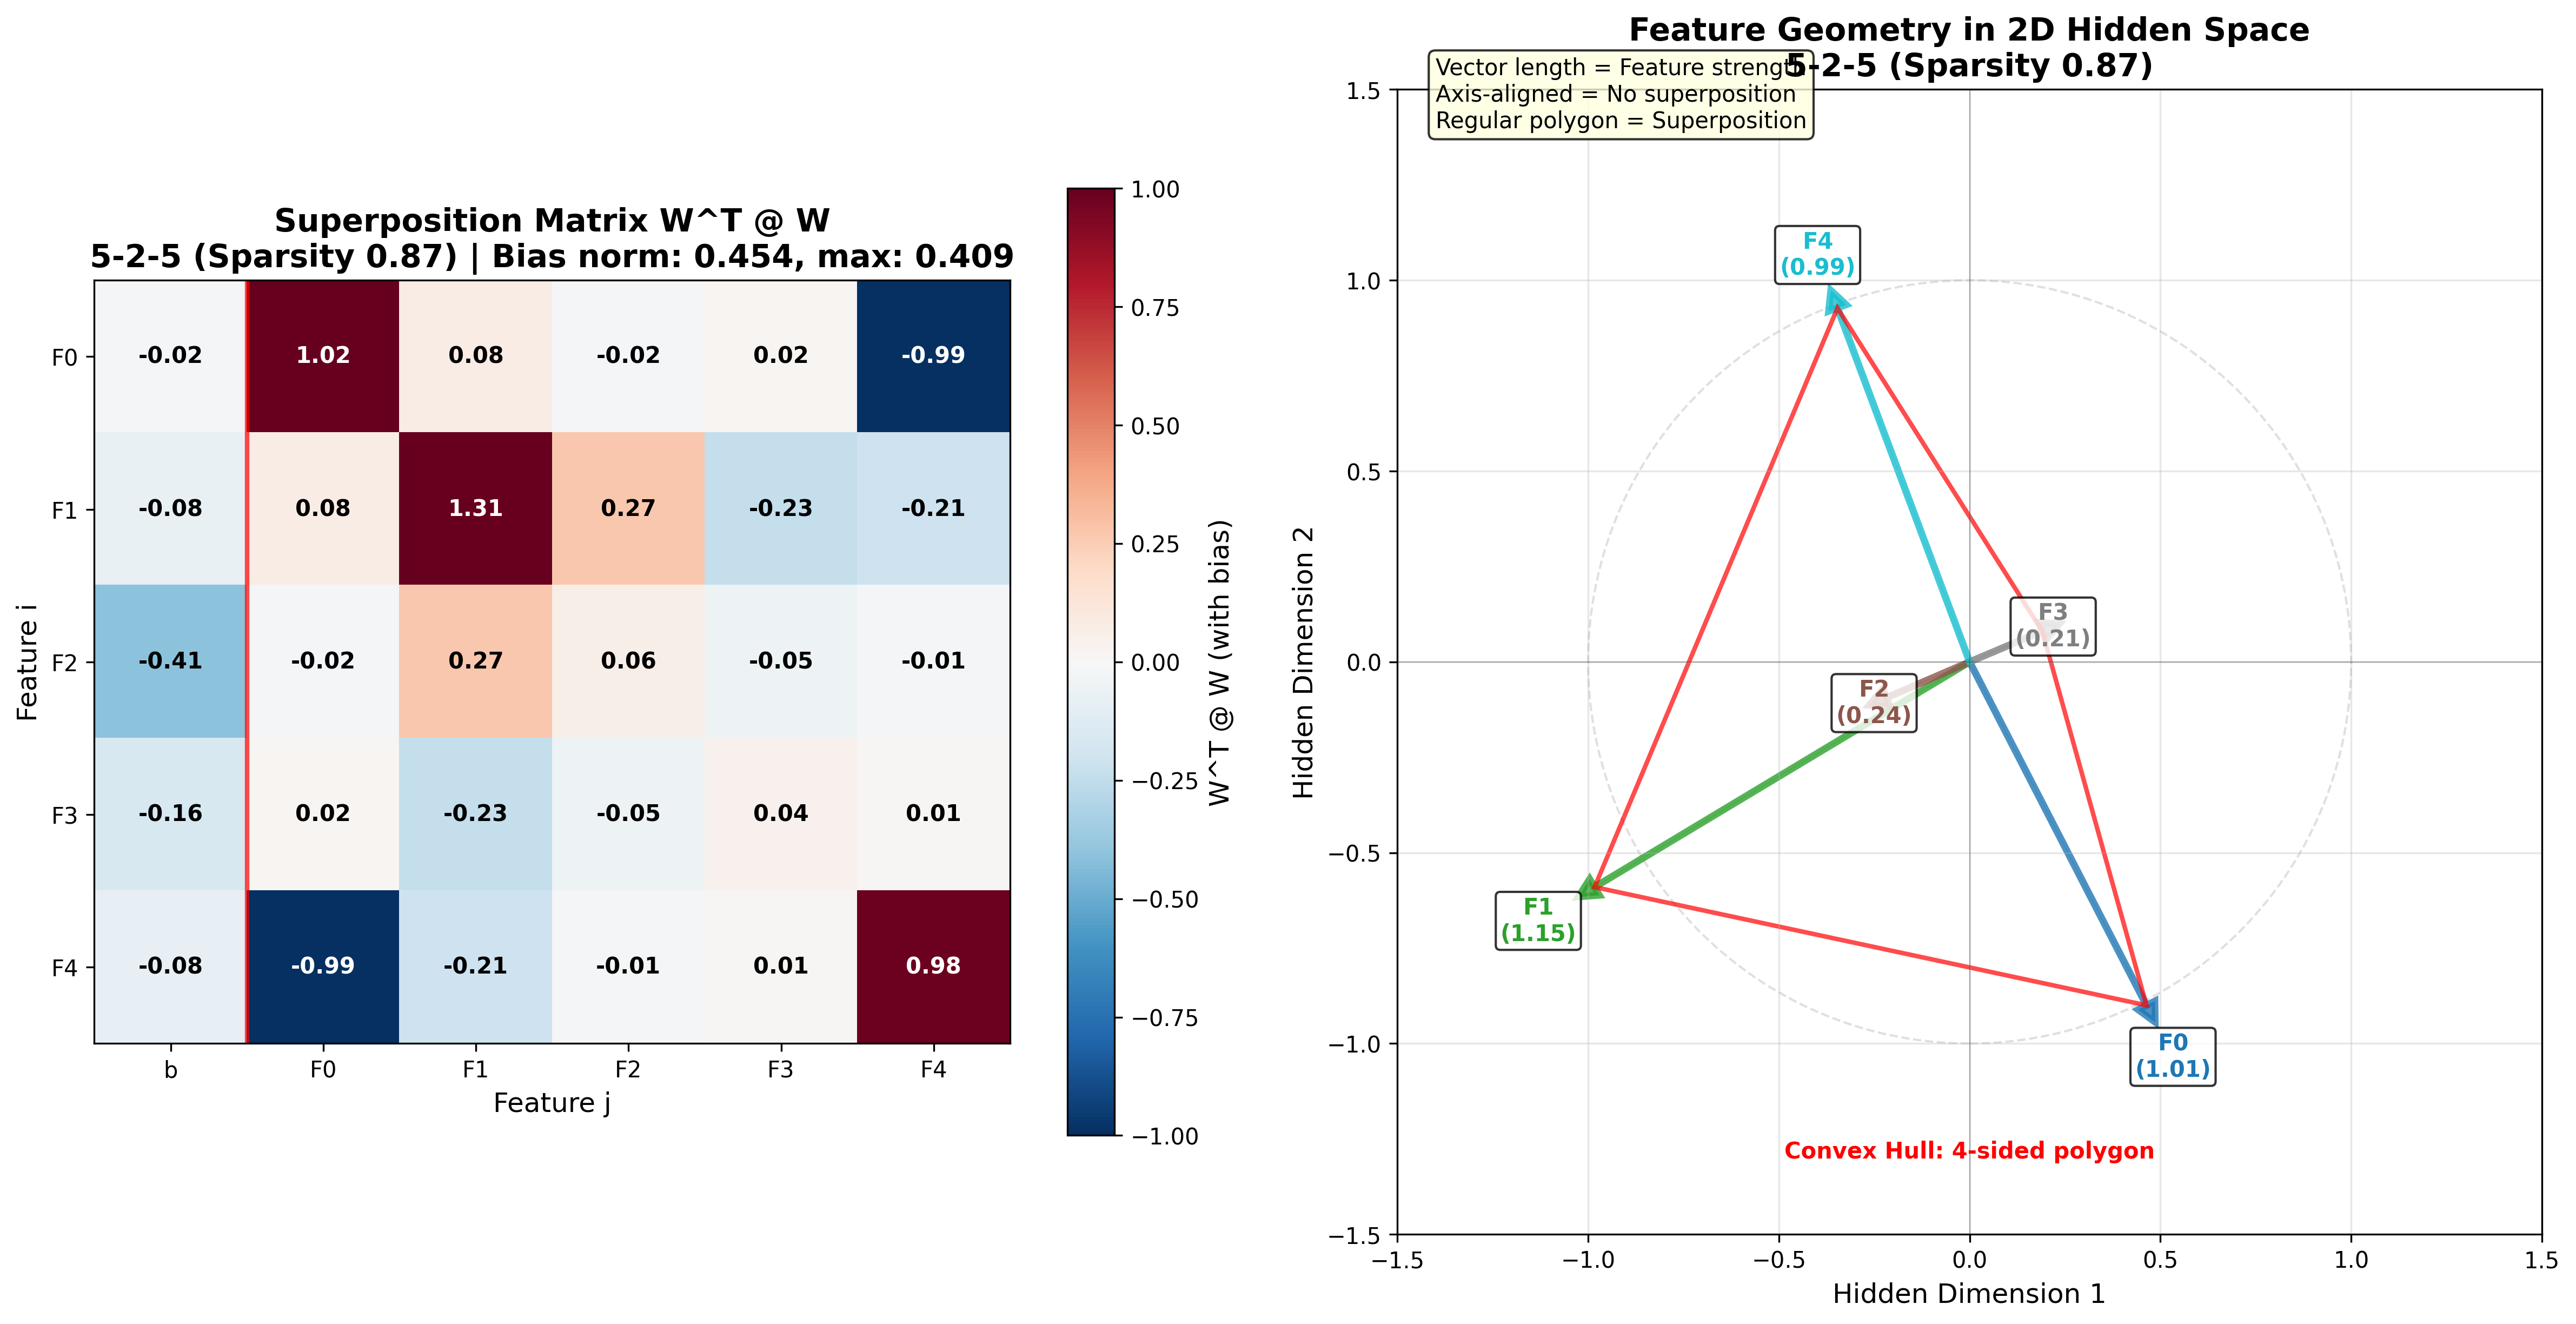 Superposition Matrix W^T @ W
5-2-5 (Sparsity 0.87) | Bias norm: 0.454, max: 0.409
F0
-0.02
1.02
0.08
-0.02
0.02
-0.99
F1
-0.08
0.08
1.31
0.27
-0.23
-0.21
F2
-0.41
-0.02
0.27
0.06
-0.05
-0.01
F3
-0.16
0.02
-0.23
-0.05
0.04
0.01
F4
-0.08
-0.99
-0.21
-0.01
0.01
0.98
b
F0
F1
F2
F3
F4
Feature j
Feature i
1.00
0.75
0.50
0.25
0.00
−0.25
−0.50
−0.75
−1.00
W^T @ W (with bias)
Feature Geometry in 2D Hidden Space
5-2-5 (Sparsity 0.87)
Vector length = Feature strength
Axis-aligned = No superposition
Regular polygon = Superposition
1.5
1.0
0.5
0.0
−0.5
−1.0
−1.5
Hidden Dimension 2
F4
(0.99)
F3
(0.21)
F2
(0.24)
F1
(1.15)
F0
(1.01)
Convex Hull: 4-sided polygon
−1.5
−1.0
−0.5
0.0
0.5
1.0
1.5
Hidden Dimension 1